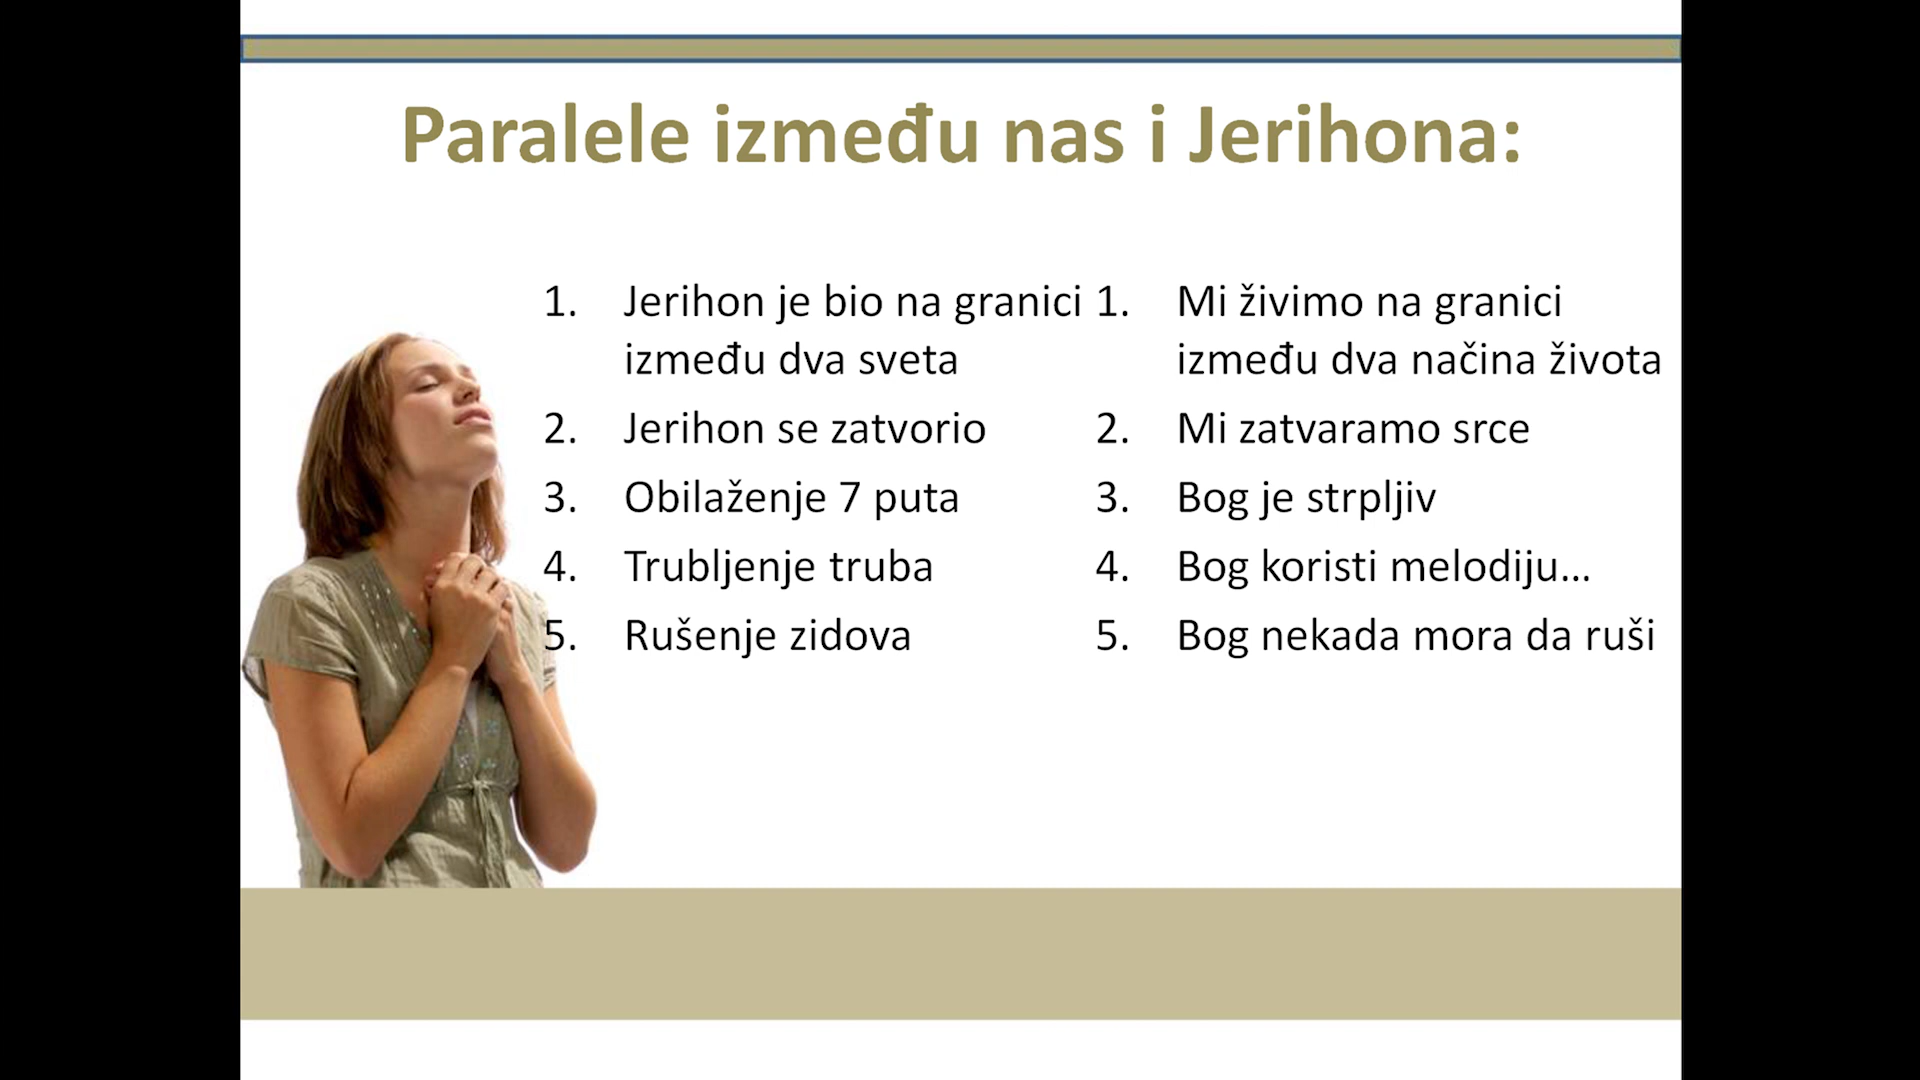 Paralele između nas i Jerihona:
1. Jerihon je bio na granici
između dva sveta
2. Jerihon se zatvorio
3. Obilaženje 7 puta
4. Trubljenje truba
5. Rušenje zidova
1. Mi živimo na granici
između dva načina života
2. Mi zatvaramo srce
3. Bog je strpljiv
4. Bog koristi melodiju…
5. Bog nekada mora da ruši